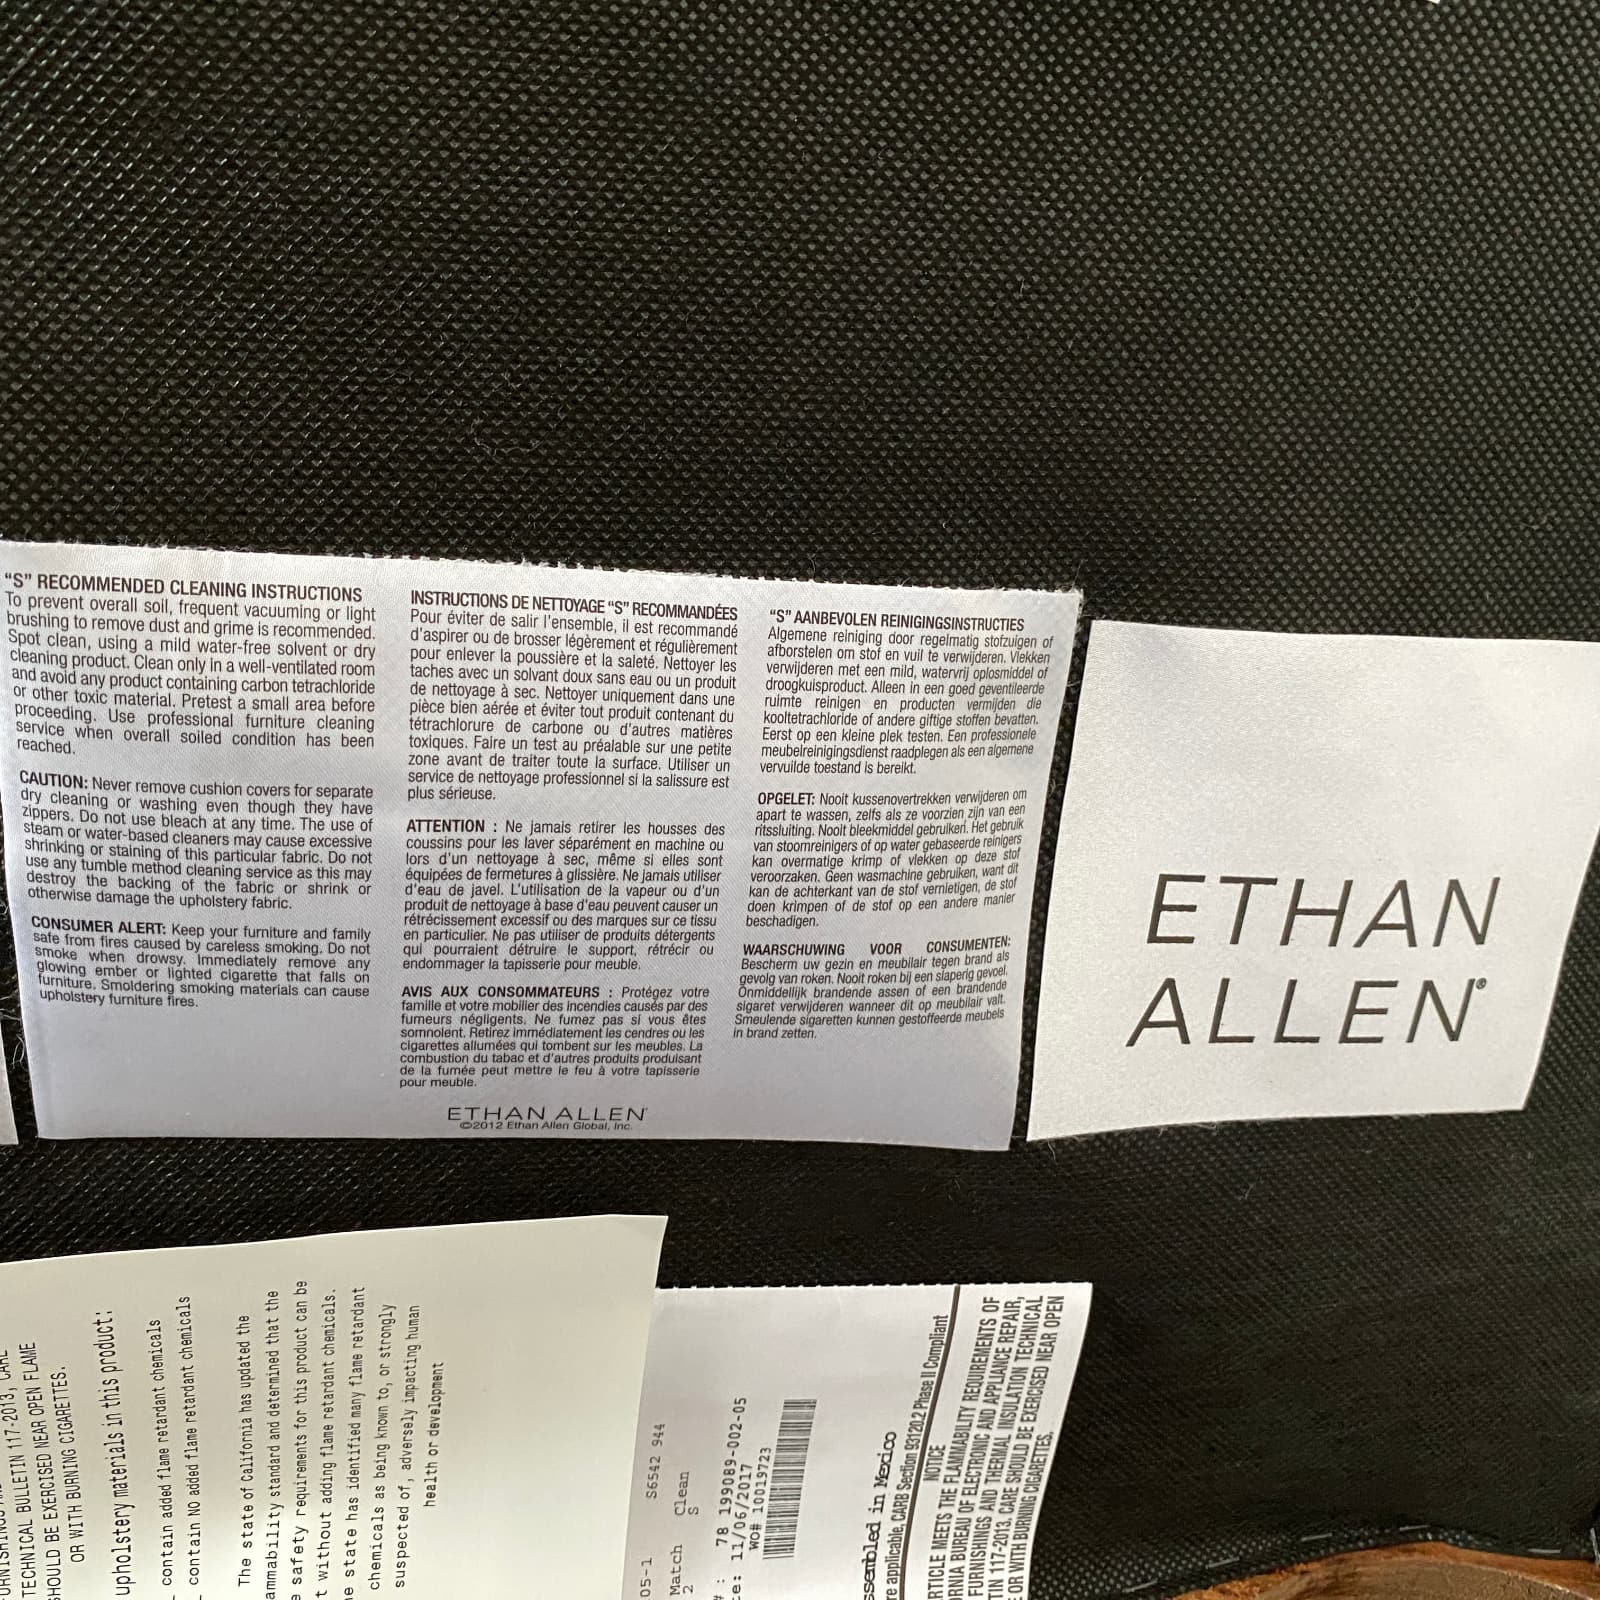 “S” RECOMMENDED CLEANING INSTRUCTIONS
To prevent overall soil, frequent vacuuming or light
brushing to remove dust and grime is recommended.
Spot clean, using a mild water-free solvent or dry
cleaning product. Clean only in a well-ventilated room
and avoid any product containing carbon tetrachloride
or other toxic material. Pretest a small area before
proceeding. Use professional furniture cleaning
service when overall soiled condition has been
reached.
CAUTION: Never remove cushion covers for separate
dry cleaning or washing even though they have
zippers. Do not use bleach at any time. The use of
steam or water-based cleaners may cause excessive
shrinking or staining of this particular fabric. Do not
use any tumble method cleaning service as this may
destroy the backing of the fabric or shrink or
otherwise damage the upholstery fabric.
CONSUMER ALERT: Keep your furniture and family
safe from fires caused by careless smoking. Do not
smoke when drowsy. Immediately remove any
glowing ember or lighted cigarette that falls on
furniture. Smoldering smoking materials can cause
upholstery furniture fires.
INSTRUCTIONS DE NETTOYAGE “S” RECOMMANDÉES
Pour éviter de salir l’ensemble, il est recommandé
d’aspirer ou de brosser légèrement et régulièrement
pour enlever la poussière et la saleté. Nettoyer les
taches avec un solvant doux sans eau ou un produit
de nettoyage à sec. Nettoyer uniquement dans une
pièce bien aérée et éviter tout produit contenant du
tétrachlorure de carbone ou d’autres matières
toxiques. Faire un test au préalable sur une petite
zone avant de traiter toute la surface. Utiliser un
service de nettoyage professionnel si la salissure est
plus sérieuse.
ATTENTION : Ne jamais retirer les housses des
coussins pour les laver séparément en machine ou
lors d’un nettoyage à sec, même si elles sont
équipées de fermetures à glissière. Ne jamais utiliser
d’eau de javel. L’utilisation de la vapeur ou d’un
produit de nettoyage à base d’eau peuvent causer un
rétrécissement excessif ou des marques sur ce tissu
en particulier. Ne pas utiliser de produits détergents
qui pourraient détruire le support, rétrécir ou
endommager la tapisserie pour meuble.
AVIS AUX CONSOMMATEURS : Protégez votre
famille et votre mobilier des incendies causés par des
fumeurs négligents. Ne fumez pas si vous êtes
somnolent. Retirez immédiatement les cendres ou les
cigarettes allumées qui tombent sur les meubles. La
combustion du tabac et d’autres produits produisant
de la fumée peut mettre le feu à votre tapisserie
pour meuble.
“S” AANBEVOLEN REINIGINGSINSTRUCTIES
Algemene reiniging door regelmatig stofzuigen of
afborstelen om stof en vuil te verwijderen. Vlekken
verwijderen met een mild, watervrij oplosmiddel of
droogkuisproduct. Alleen in een goed geventileerde
ruimte reinigen en producten vermijden die
kooltetrachloride of andere giftige stoffen bevatten.
Eerst op een kleine plek testen. Een professionele
meubelreinigingsdienst raadplegen als een algemene
vervuilde toestand is bereikt.
OPGELET: Nooit kussenovertrekken verwijderen om
apart te wassen, zelfs als ze voorzien zijn van een
ritssluiting. Nooit bleekmiddel gebruiken. Het gebruik
van stoomreinigers of op water gebaseerde reinigers
kan overmatige krimp of vlekken op deze stof
veroorzaken. Geen wasmachine gebruiken, want dit
kan de achterkant van de stof vernietigen, de stof
doen krimpen of de stof op een andere manier
beschadigen.
WAARSCHUWING VOOR CONSUMENTEN:
Bescherm uw gezin en meubilair tegen brand als
gevolg van roken. Nooit roken bij een slaperig gevoel.
Onmiddellijk brandende assen of een brandende
sigaret verwijderen wanneer dit op meubilair valt.
Smeulende sigaretten kunnen gestoffeerde meubels
in brand zetten.
ETHAN ALLEN
©2012 Ethan Allen Global, Inc.
ETHAN
ALLEN®
TECHNICAL BULLETIN 117-2013, CARE
SHOULD BE EXERCISED NEAR OPEN FLAME
OR WITH BURNING CIGARETTES.
upholstery materials in this product:
contain added flame retardant chemicals
contain NO added flame retardant chemicals
The state of California has updated the
ammability standard and determined that the
safety requirements for this product can be
t without adding flame retardant chemicals.
state has identified many flame retardant
chemicals as being known to, or strongly
suspected of, adversely impacting human
health or development
05-1 S6542 944
Match Clean
2 S
# : 78 199089-002-05
te: 11/06/2017
WO# 10019723
ssembled in Mexico
re applicable, CARB Section 93120.2 Phase II Compliant
NOTICE
RTICLE MEETS THE FLAMMABILITY REQUIREMENTS OF
RNIA BUREAU OF ELECTRONIC AND APPLIANCE REPAIR,
FURNISHINGS AND THERMAL INSULATION TECHNICAL
TIN 117-2013. CARE SHOULD BE EXERCISED NEAR OPEN
OR WITH BURNING CIGARETTES.